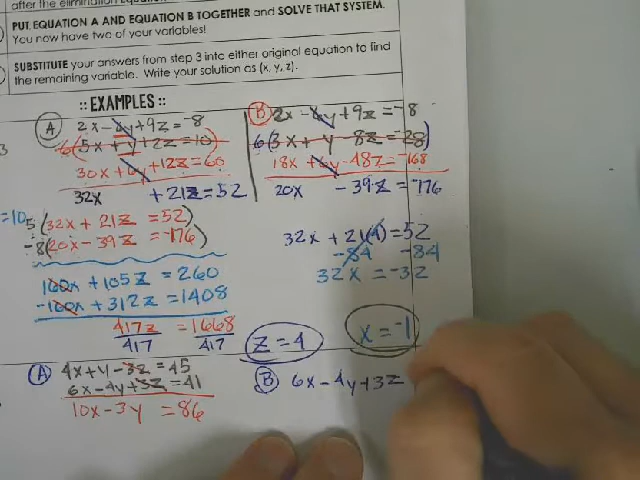 after the elimination
PUT EQUATION A AND EQUATION B TOGETHER and SOLVE THAT SYSTEM.
You now have two of your variables!
SUBSTITUTE your answers from step 3 into either original equation to find
the remaining variable. Write your solution as (x, y, z).
:: EXAMPLES ::
A 2x - 6y + 9z = -8
6(5x + y + 2z = 10)
30x + 6y + 12z = 60
32x + 21z = 52
B 2x - 6y + 9z = -8
6(3x + y - 8z = -28)
18x + 6y - 48z = -168
20x - 39z = -176
3
=10
5(32x + 21z = 52)
-8(20x - 39z = -176)
160x + 105z = 260
-160x + 312z = 1408
417z = 1668
417 417
32x + 21(4) = 52
-84 -84
32x = -32
z = 4
x = -1
A 4x + y - 3z = 45
6x - 4y + 3z = 41
10x - 3y = 86
B 6x - 4y + 3z